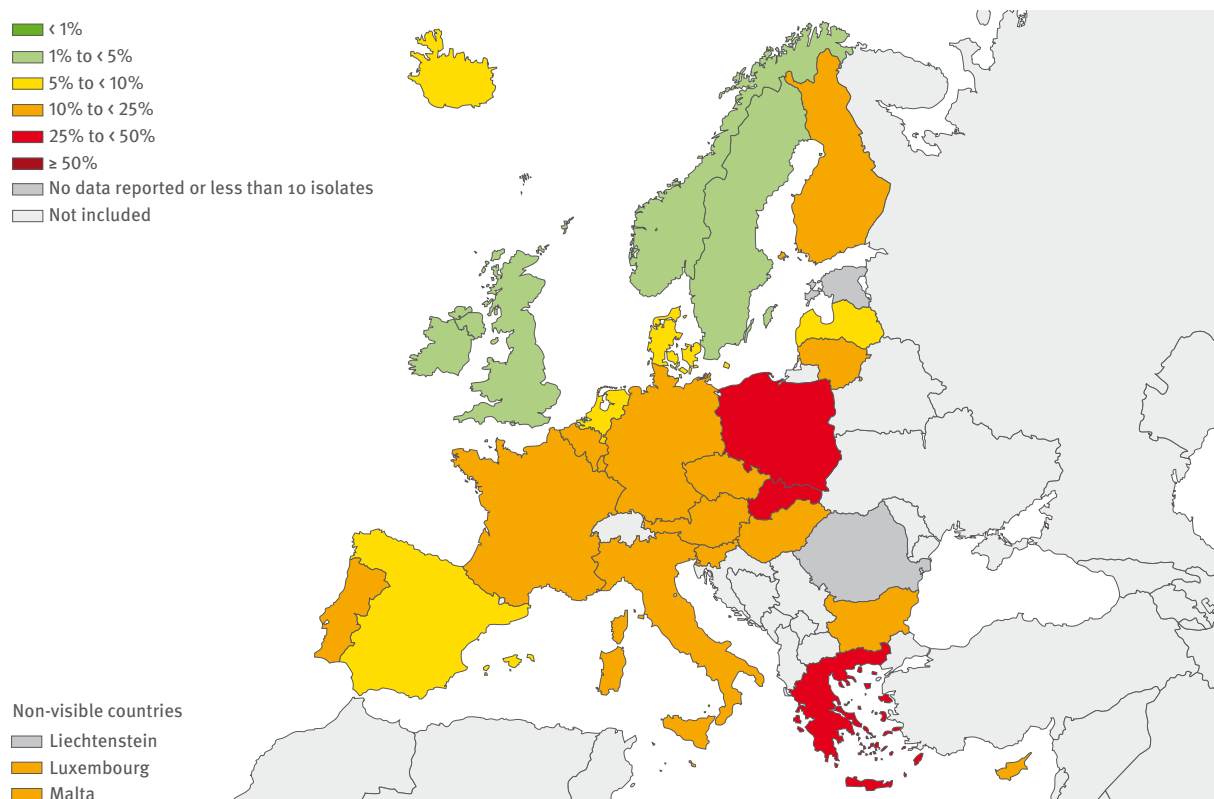 < 1%
1% to < 5%
5% to < 10%
10% to < 25%
25% to < 50%
≥ 50%
No data reported or less than 10 isolates
Not included
Non-visible countries
Liechtenstein
Luxembourg
Malta